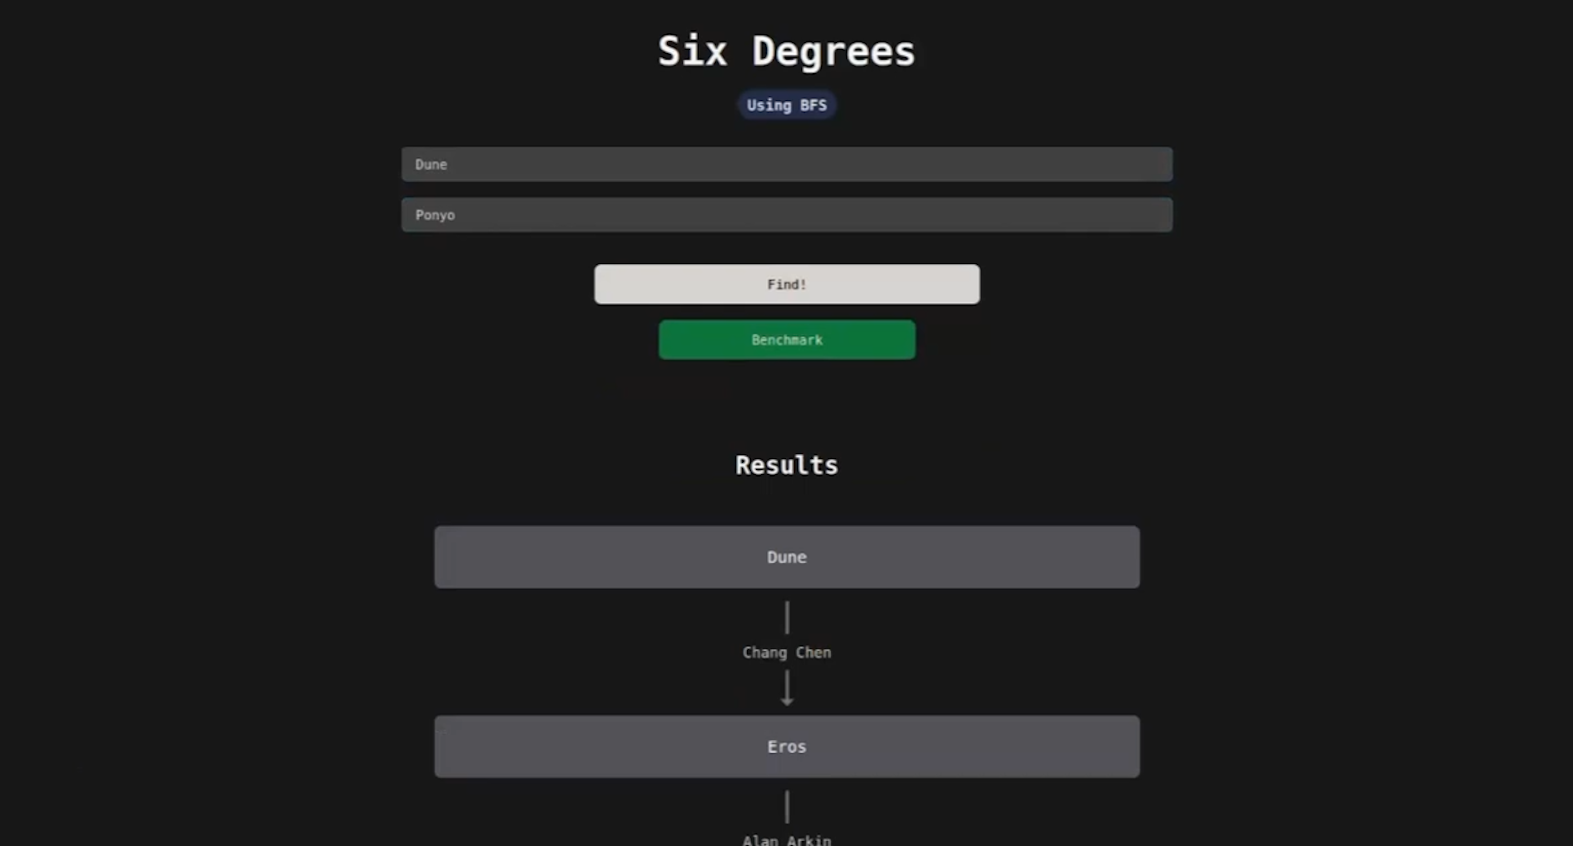 Six Degrees
Using BFS
Dune
Ponyo
Find!
Benchmark
Results
Dune
Chang Chen
Eros
Alan Arkin